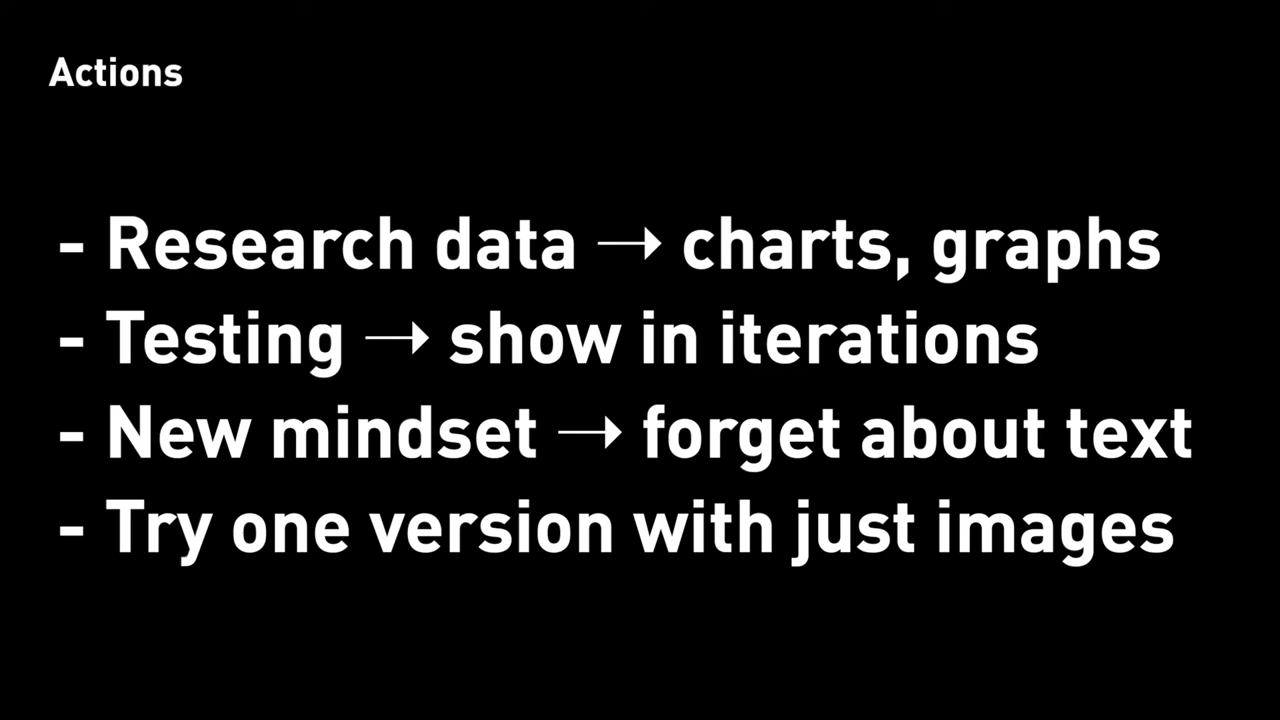 Actions
- Research data → charts, graphs
- Testing → show in iterations
- New mindset → forget about text
- Try one version with just images